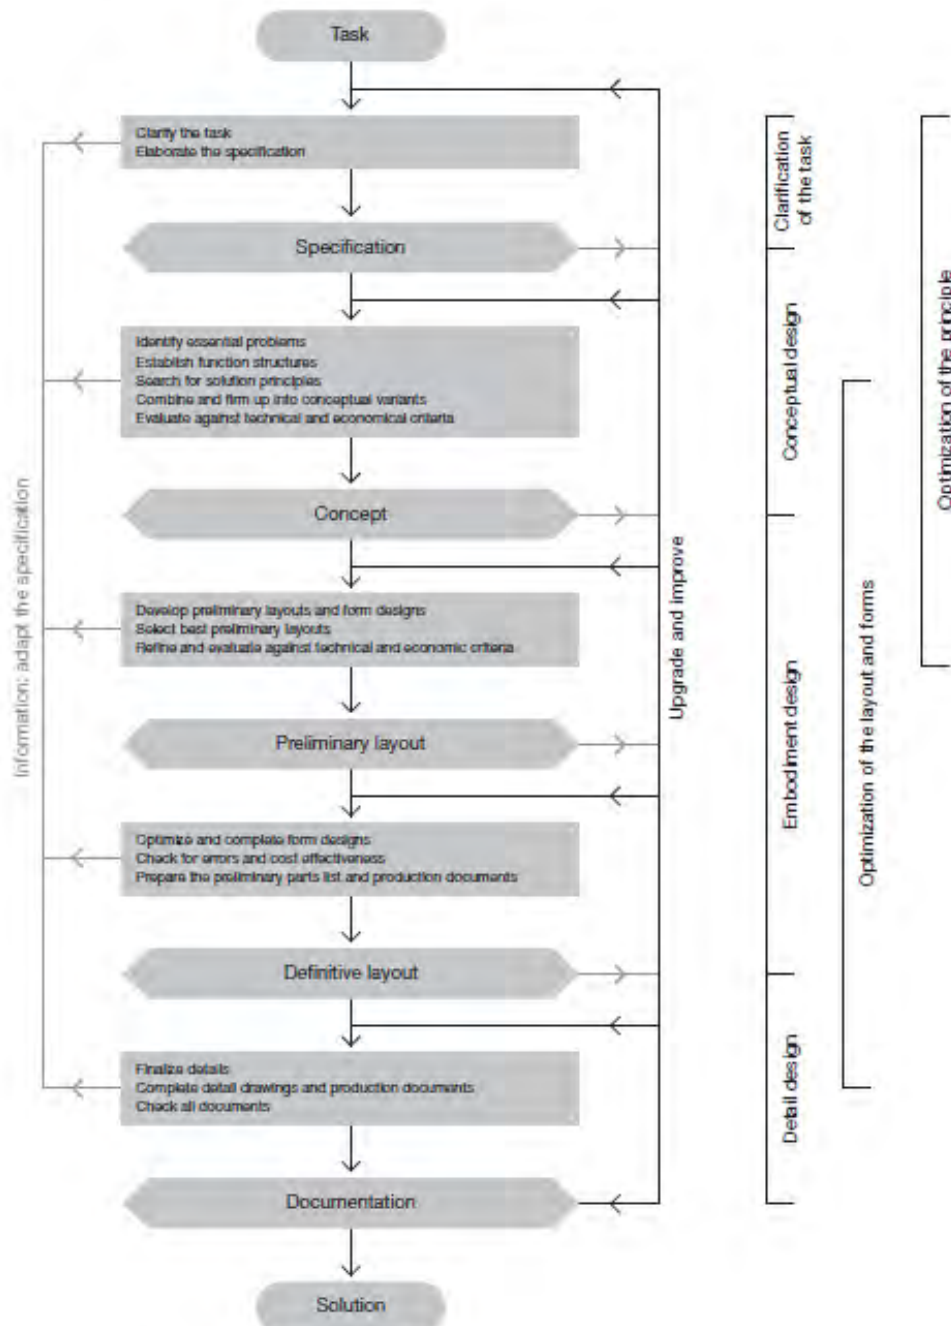 Task
Clarify the task
Elaborate the specification
Specification
Identify essential problems
Establish function structures
Search for solution principles
Combine and firm up into conceptual variants
Evaluate against technical and economical criteria
Concept
Develop preliminary layouts and form designs
Select best preliminary layouts
Refine and evaluate against technical and economic criteria
Preliminary layout
Optimize and complete form designs
Check for errors and cost effectiveness
Prepare the preliminary parts list and production documents
Definitive layout
Finalize details
Complete detail drawings and production documents
Check all documents
Documentation
Solution
Information: adapt the specification
Upgrade and improve
Clarification
of the task
Conceptual design
Embodiment design
Detail design
Optimization of the layout and forms
Optimization of the principle